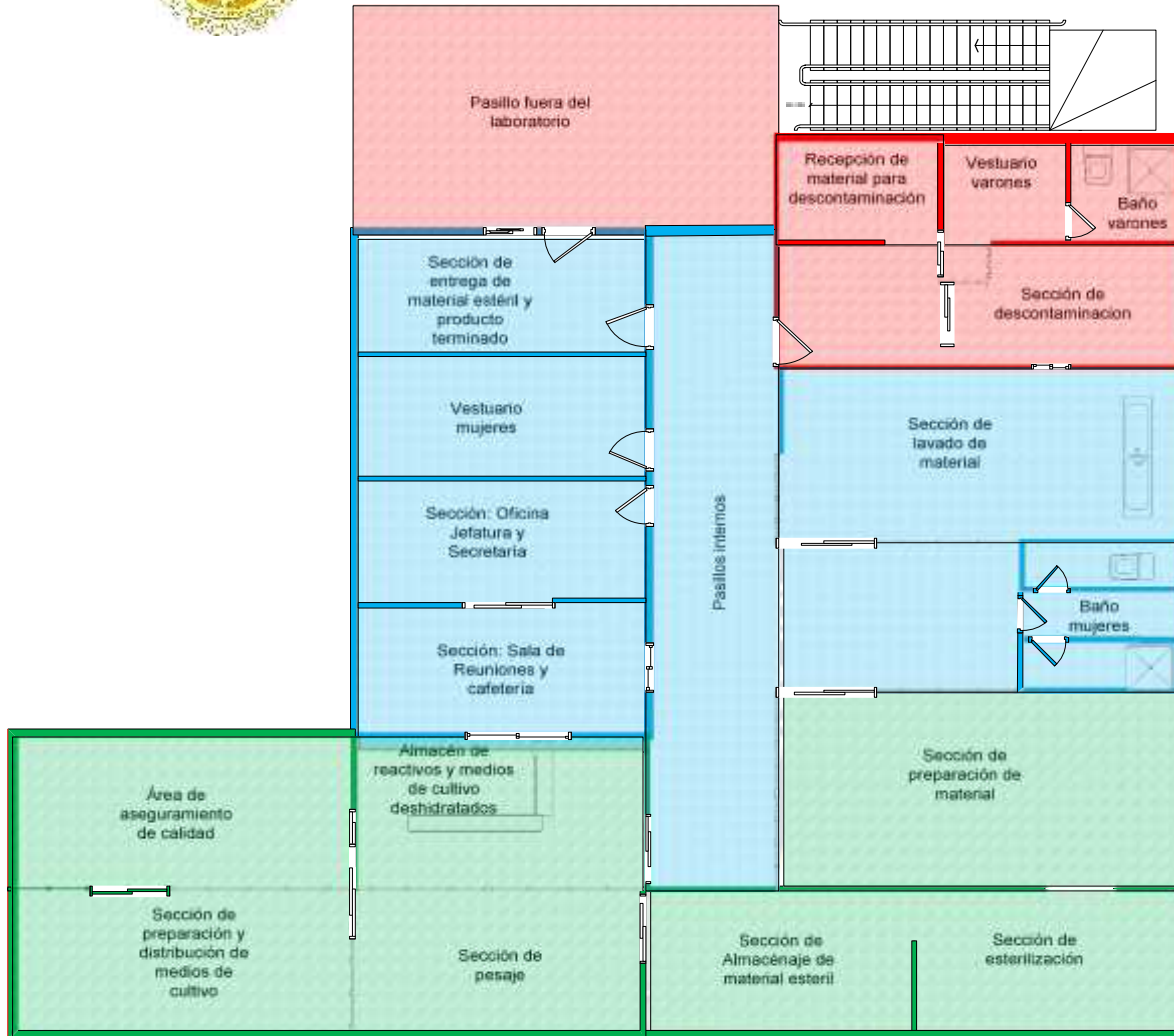 Pasillo fuera del
laboratorio
Recepción de
material para
descontaminación
Vestuario
varones
Baño
varones
Sección de
entrega de
material estéril y
producto
terminado
Sección de
descontaminacion
Vestuario
mujeres
Sección de
lavado de
material
Sección: Oficina
Jefatura y
Secretaría
Pasillos internos
Baño
mujeres
Sección: Sala de
Reuniones y
cafetería
Almacén de
reactivos y medios
de cultivo
deshidratados
Sección de
preparación de
material
Área de
aseguramiento
de calidad
Sección de
preparación y
distribución de
medios de
cultivo
Sección de
pesaje
Sección de
Almacénaje de
material esteril
Sección de
esterilización